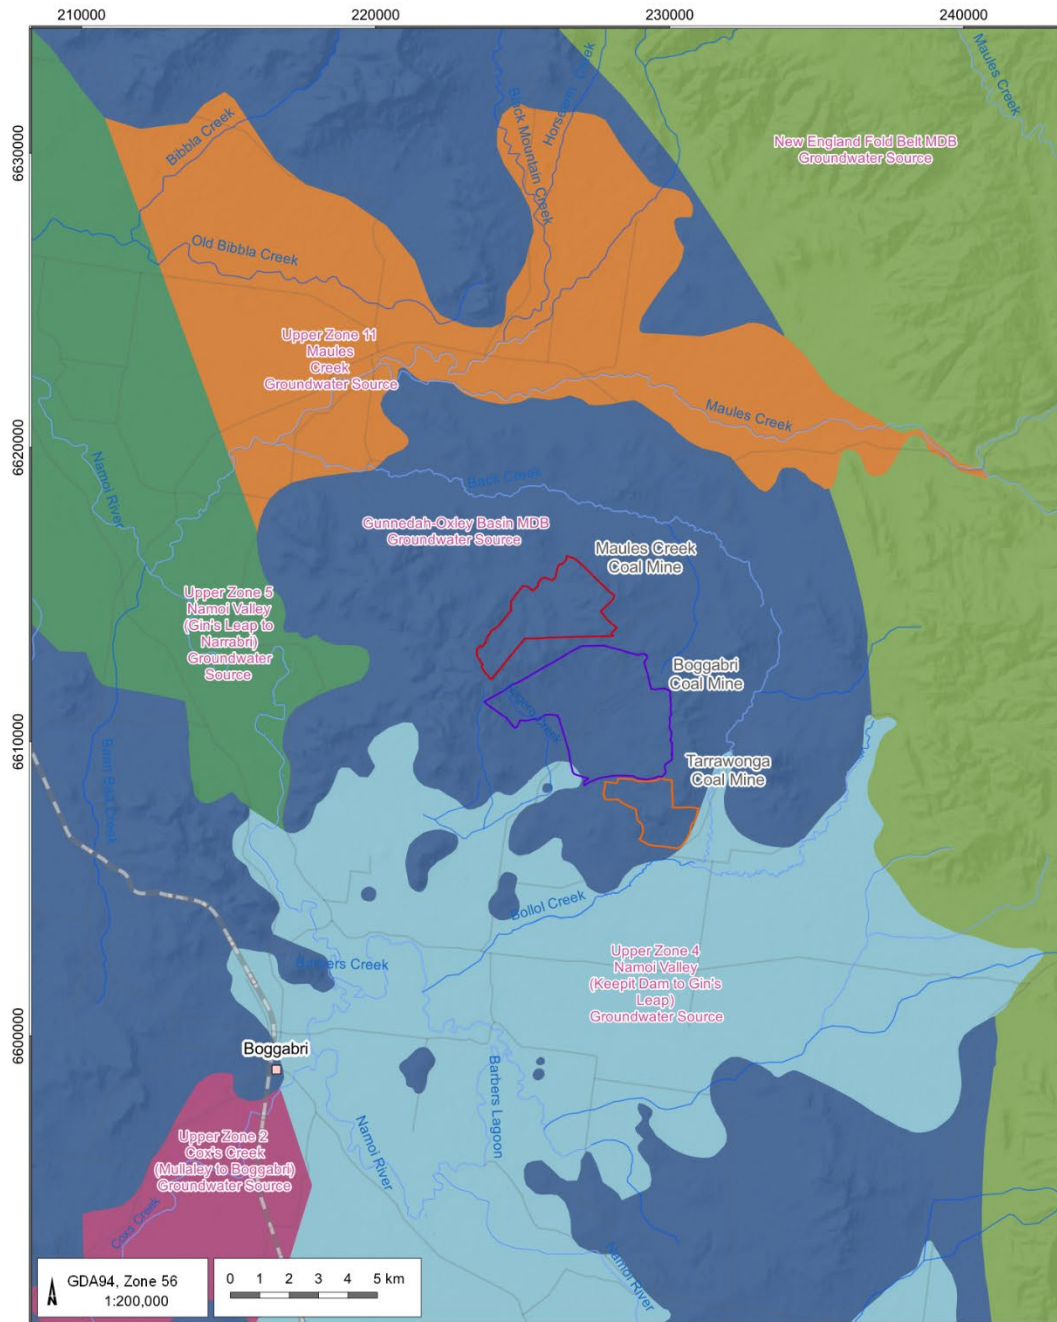 210000
220000
230000
240000
6630000
6620000
6610000
6600000
Maules Creek
Horsearm Creek
Black Mountain Creek
Bibbla Creek
New England Fold Belt MDB
Groundwater Source
Old Bibbla Creek
Upper Zone 11
Maules
Creek
Groundwater Source
Maules Creek
Namoi River
Back Creek
Gunnodah-Oxley Basin MDB
Groundwater Source
Maules Creek
Coal Mine
Upper Zone 5
Namoi Valley
(Gin's Leap to
Narrabri)
Groundwater
Source
Boggabri
Coal Mine
Creek
Tarrawonga
Coal Mine
Creek
Bollol Creek
Upper Zone 4
Namoi Valley
(Keepit Dam to Gin's
Leap)
Groundwater Source
Barbers Creek
Boggabri
Barbers Lagoon
Namoi River
Upper Zone 2
Cox's Creek
(Mullaley to Boggabri)
Groundwater Source
Coxs Creek
Namoi River
N
GDA94, Zone 56
1:200,000
0 1 2 3 4 5 km